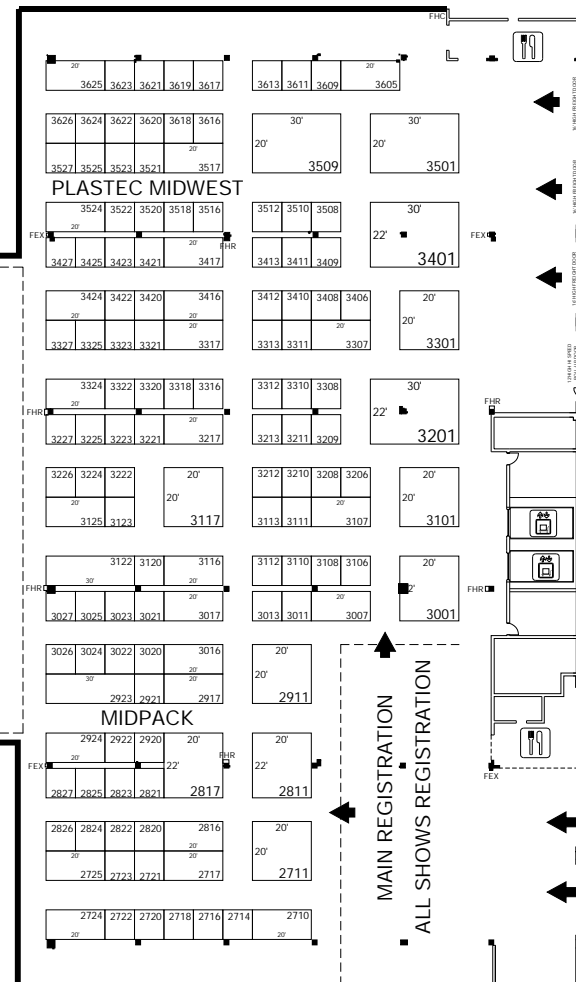 FHC
20' 20'
3625 3623 3621 3619 3617 3613 3611 3609 3605
3626 3624 3622 3620 3618 3616 30' 30'
20' 20' 20'
3527 3525 3523 3521 3517 3509 3501
PLASTEC MIDWEST
3524 3522 3520 3518 3516 3512 3510 3508 30'
20'
FEX 22' FEX
20' FHR
3427 3425 3423 3421 3417 3413 3411 3409 3401
3424 3422 3420 3416 3412 3410 3408 3406 20'
20' 20' 20'
20' 20'
3327 3325 3323 3321 3317 3313 3311 3307 3301
3324 3322 3320 3318 3316 3312 3310 3308 30'
FHR
FHR 22'
20'
3227 3225 3223 3221 3217 3213 3211 3209 3201
3226 3224 3222 20' 3212 3210 3208 3206 20'
20' 20' 20' 20'
3125 3123 3117 3113 3111 3107 3101
3122 3120 3116 3112 3110 3108 3106 20'
30' 20'
FHR FHR
20'
3027 3025 3023 3021 3017 3013 3011 3007 3001
3026 3024 3022 3020 3016 20'
20' 20'
30' 20'
2923 2921 2917 2911
MIDPACK
2924 2922 2920 20' 20'
20' FHR
FEX 22' 22'
FEX
2827 2825 2823 2821 2817 2811
2826 2824 2822 2820 2816 20'
20' 20'
20' 20'
2725 2723 2721 2717 2711
MAIN REGISTRATION
ALL SHOWS REGISTRATION
2724 2722 2720 2718 2716 2714 2710
20' 20'